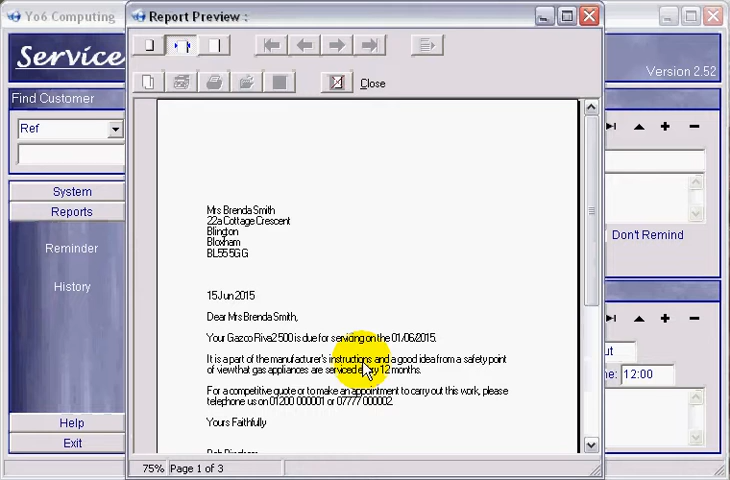 Yo6 Computing
Report Preview :
Service
Version 2.52
Find Customer
Ref
System
Reports
Reminder
History
Help
Exit
Close
Mrs Brenda Smith
22a Cottage Crescent
Blington
Bloxham
BL55 5GG
15 Jun 2015
Dear Mrs Brenda Smith,
Your Gazco Riva2 500 is due for servicing on the 01/06/2015.
It is a part of the manufacturer's instructions and a good idea from a safety point
of view that gas appliances are serviced every 12 months.
For a competitive quote or to make an appointment to carry out this work, please
telephone us on 01200 000001 or 07777 000002.
Yours Faithfully
75% Page 1 of 3
Don't Remind
12:00